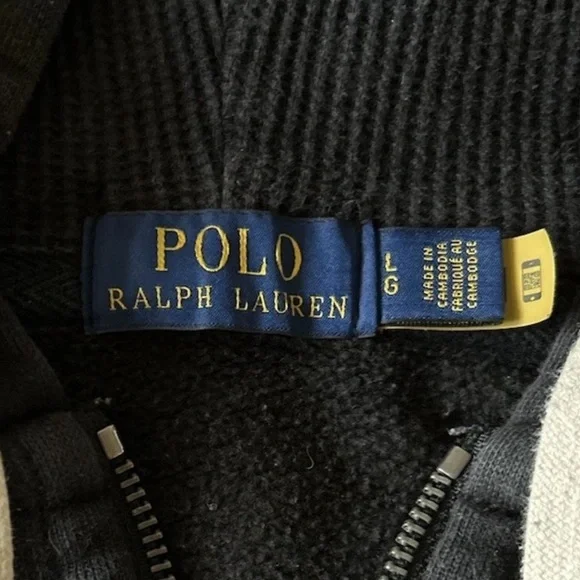 POLO
RALPH LAUREN
LG
MADE IN
CAMBODIA
FABRIQUÉ AU
CAMBODGE